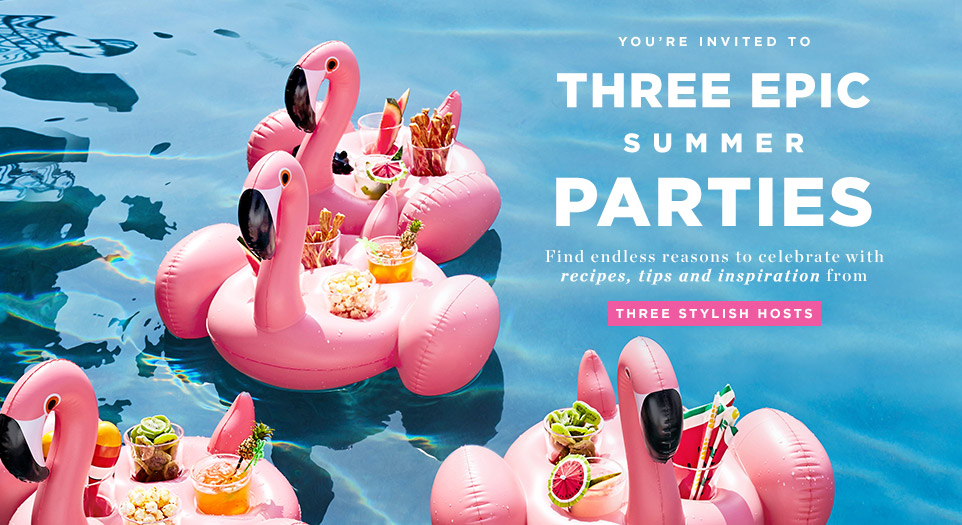 YOU'RE INVITED TO
THREE EPIC
SUMMER
PARTIES
Find endless reasons to celebrate with
recipes, tips and inspiration from
THREE STYLISH HOSTS